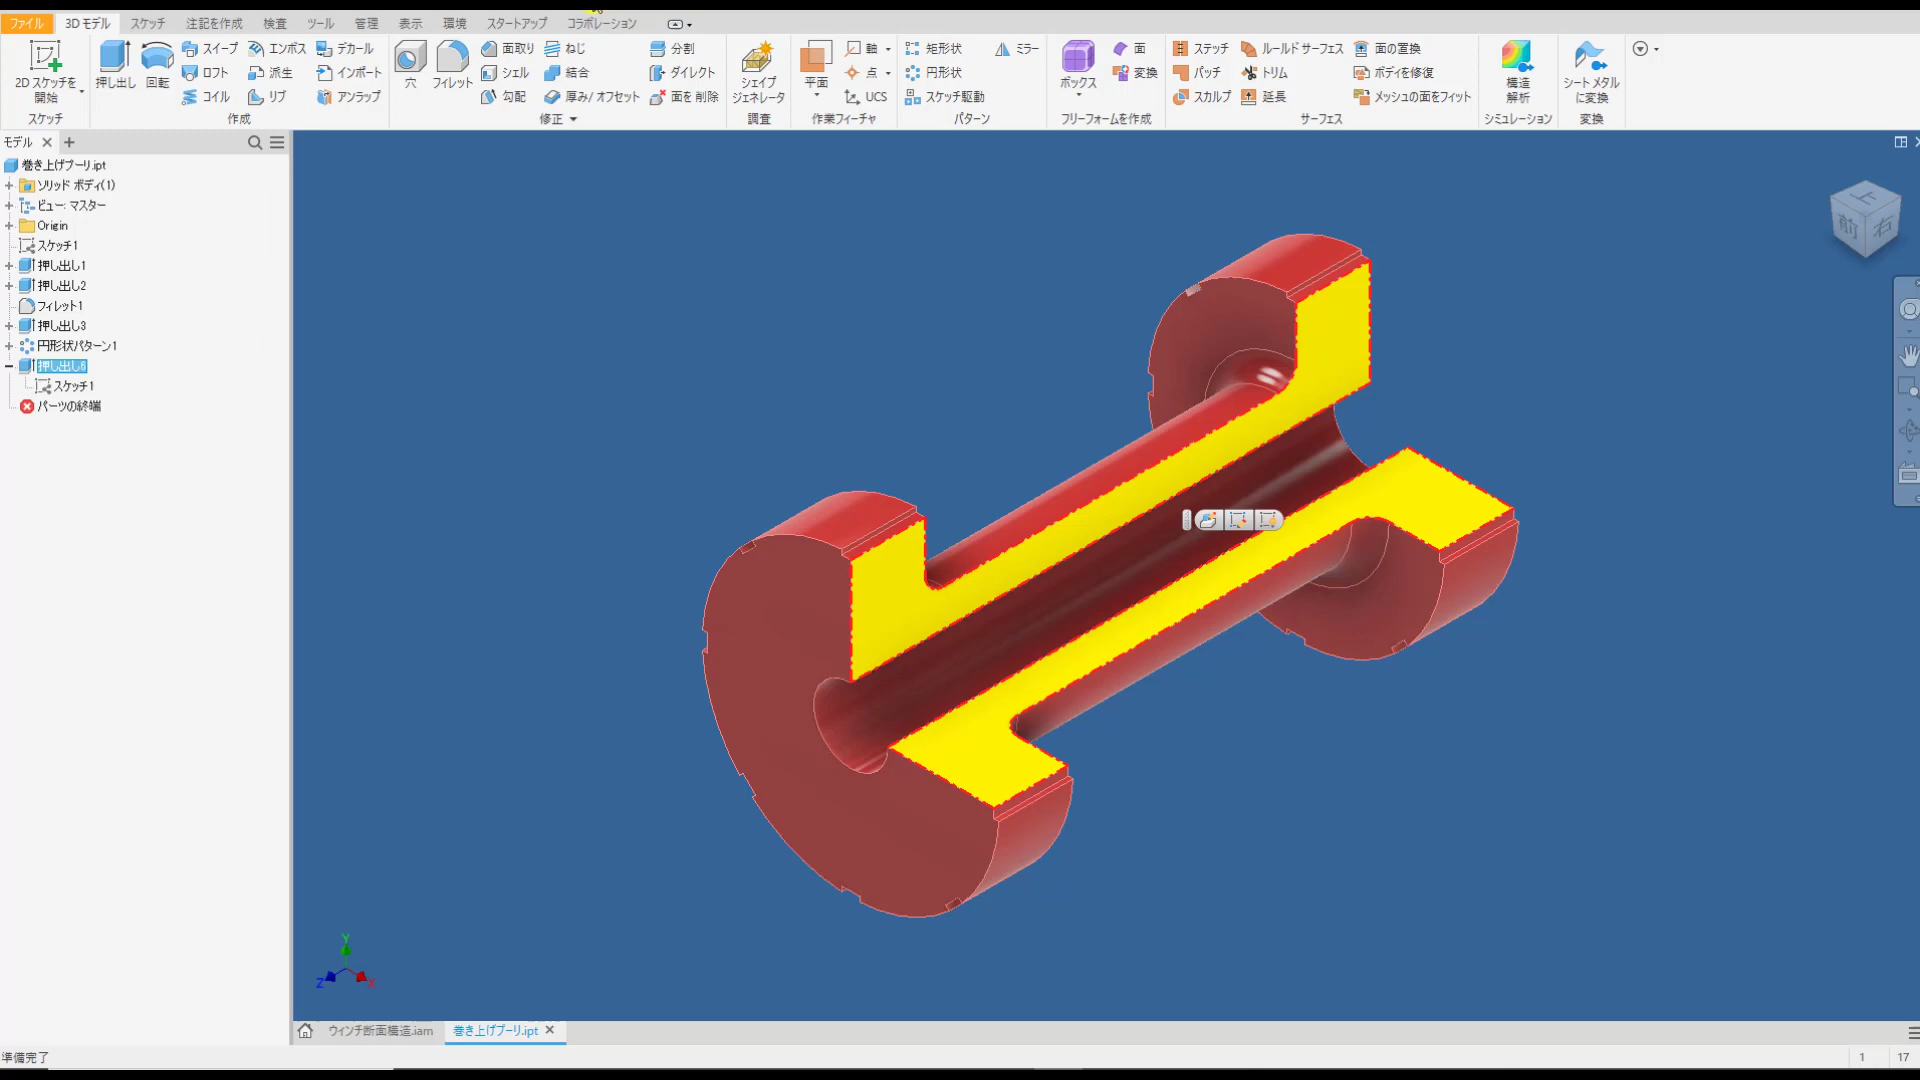 ファイル 3D モデル スケッチ 注記を作成 検査 ツール 管理 表示 環境 スタートアップ コラボレーション
2D スケッチを
開始
スケッチ
押し出し 回転
スイープ エンボス デカール
ロフト 派生 インポート
コイル リブ アンラップ
作成
穴 フィレット
面取り ねじ 分割
シェル 結合 ダイレクト
勾配 厚み/ オフセット 面を 削除
修正
シェイプ
ジェネレータ
調査
平面
軸
点
UCS
作業フィーチャ
矩形状 ミラー
円形状
スケッチ駆動
パターン
ボックス
面
変換
フリーフォームを作成
ステッチ ルールド サーフェス 面の置換
パッチ トリム ボディを修復
スカルプ 延長 メッシュの面をフィット
サーフェス
構造
解析
シミュレーション
シート メタル
に変換
変換
モデル
巻き上げプーリ.ipt
ソリッド ボディ(1)
ビュー: マスター
Origin
スケッチ1
押し出し1
押し出し2
フィレット1
押し出し3
円形状パターン1
押し出し6
スケッチ1
パーツの終端
上
前 右
Y
Z X
ウィンチ断面構造.iam 巻き上げプーリ.ipt
準備完了 1 17